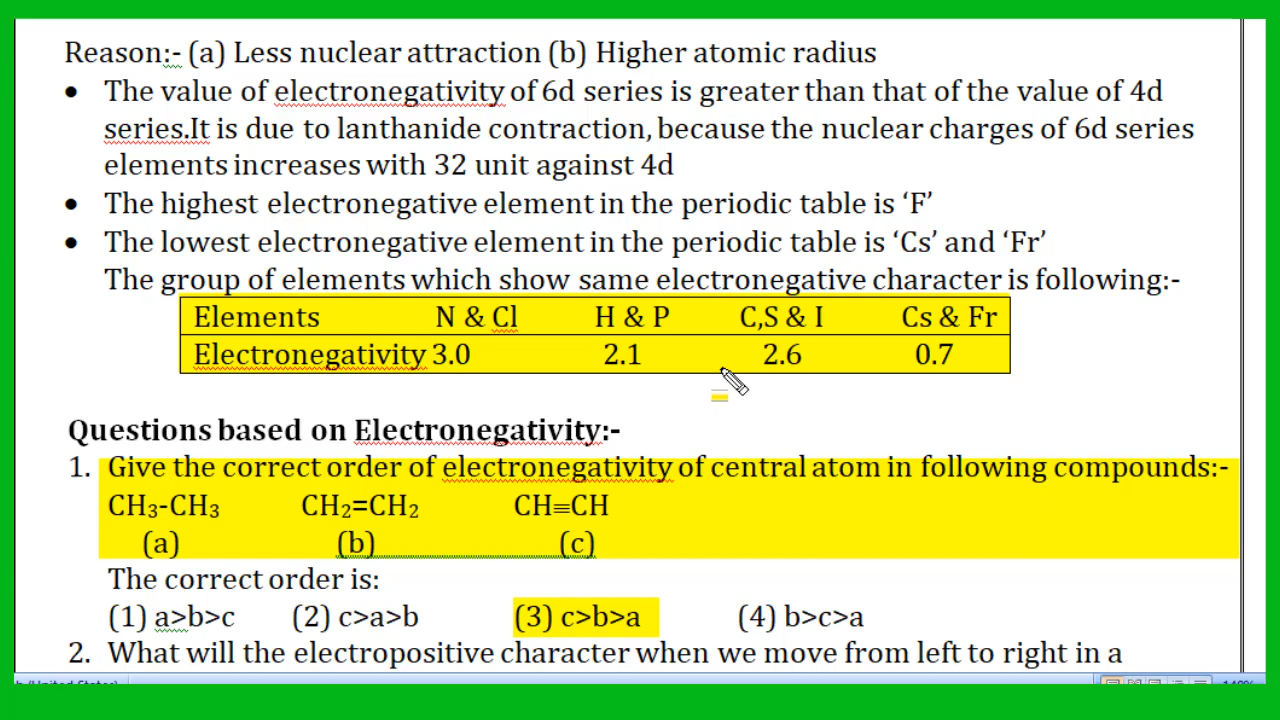 Reason:- (a) Less nuclear attraction (b) Higher atomic radius
• The value of electronegativity of 6d series is greater than that of the value of 4d
series.It is due to lanthanide contraction, because the nuclear charges of 6d series
elements increases with 32 unit against 4d
• The highest electronegative element in the periodic table is ‘F’
• The lowest electronegative element in the periodic table is ‘Cs’ and ‘Fr’
The group of elements which show same electronegative character is following:-
Elements N & Cl H & P C,S & I Cs & Fr
Electronegativity 3.0 2.1 2.6 0.7
Questions based on Electronegativity:-
1. Give the correct order of electronegativity of central atom in following compounds:-
CH₃-CH₃ CH₂=CH₂ CH≡CH
(a) (b) (c)
The correct order is:
(1) a>b>c (2) c>a>b (3) c>b>a (4) b>c>a
2. What will the electropositive character when we move from left to right in a